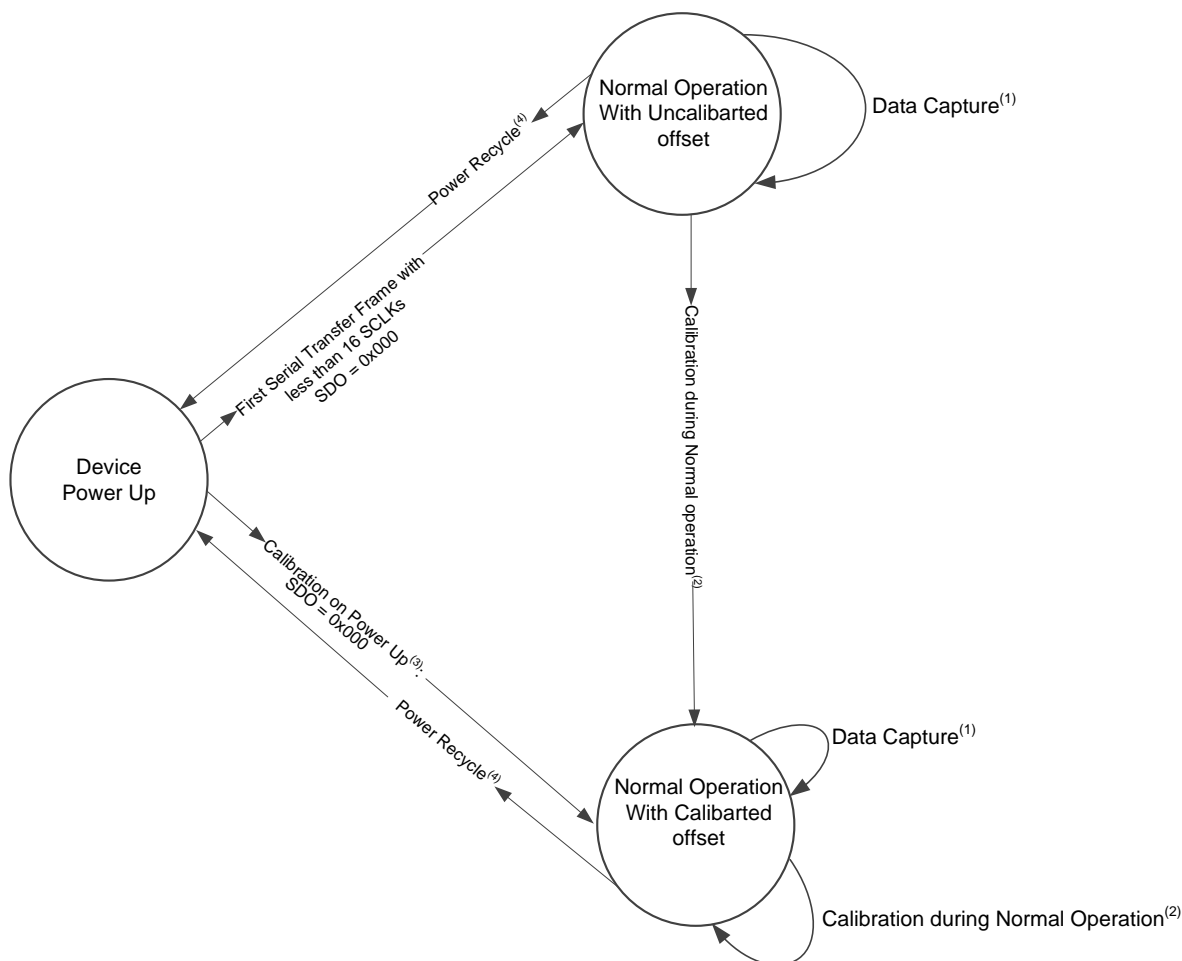 Normal Operation
With Uncalibarted
offset
Data Capture(1)
Power Recycle(4)
First Serial Transfer Frame with
less than 16 SCLKs
SDO = 0x000
Calibration during Normal operation(2)
Device
Power Up
Calibration on Power Up(3):
SDO = 0x000
Power Recycle(4)
Normal Operation
With Calibarted
offset
Data Capture(1)
Calibration during Normal Operation(2)